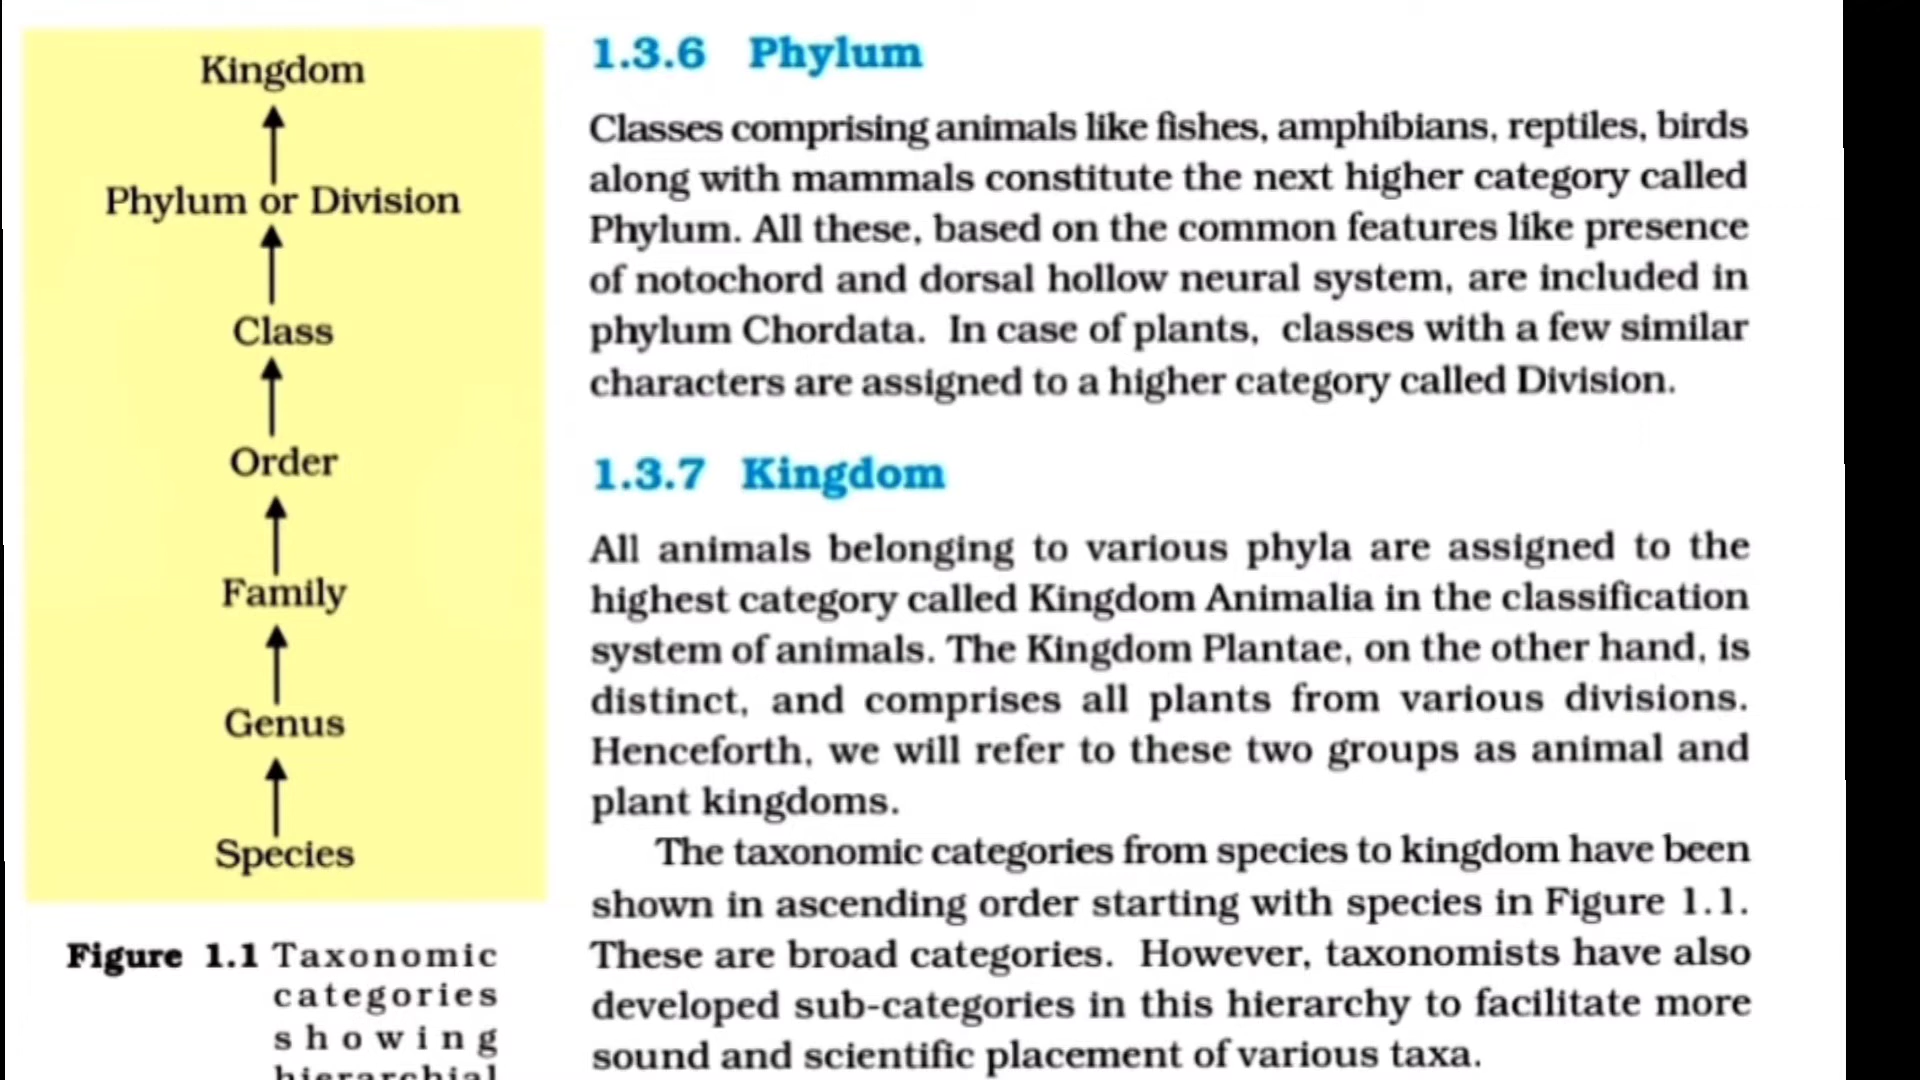 Kingdom
Phylum or Division
Class
Order
Family
Genus
Species
Figure 1.1 Taxonomic
categories
showing
hierarchial
1.3.6 Phylum
Classes comprising animals like fishes, amphibians, reptiles, birds
along with mammals constitute the next higher category called
Phylum. All these, based on the common features like presence
of notochord and dorsal hollow neural system, are included in
phylum Chordata. In case of plants, classes with a few similar
characters are assigned to a higher category called Division.
1.3.7 Kingdom
All animals belonging to various phyla are assigned to the
highest category called Kingdom Animalia in the classification
system of animals. The Kingdom Plantae, on the other hand, is
distinct, and comprises all plants from various divisions.
Henceforth, we will refer to these two groups as animal and
plant kingdoms.
The taxonomic categories from species to kingdom have been
shown in ascending order starting with species in Figure 1.1.
These are broad categories. However, taxonomists have also
developed sub-categories in this hierarchy to facilitate more
sound and scientific placement of various taxa.